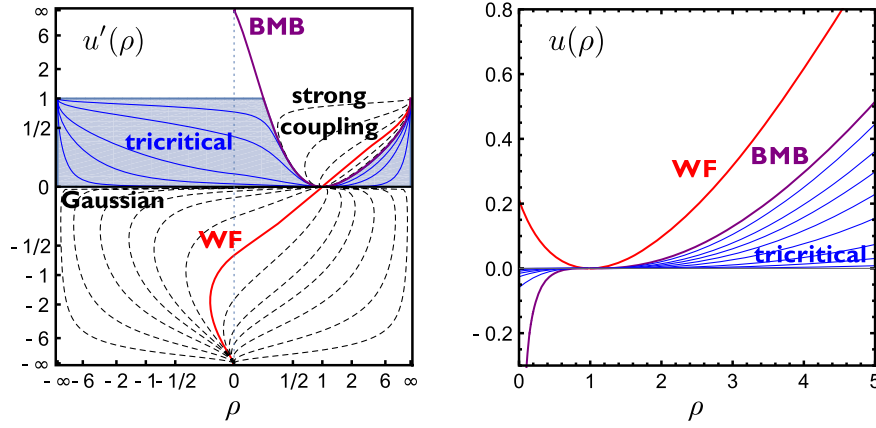 ∞
6
2
1
1/2
0
- 1/2
- 1
- 2
- 6
- ∞
u′(ρ)
BMB
strong
coupling
tricritical
Gaussian
WF
- ∞ - 6 - 2 - 1 - 1/2 0 1/2 1 2 6 ∞
ρ
0.8
0.6
0.4
0.2
0.0
- 0.2
u(ρ)
WF
BMB
tricritical
0 1 2 3 4 5
ρ